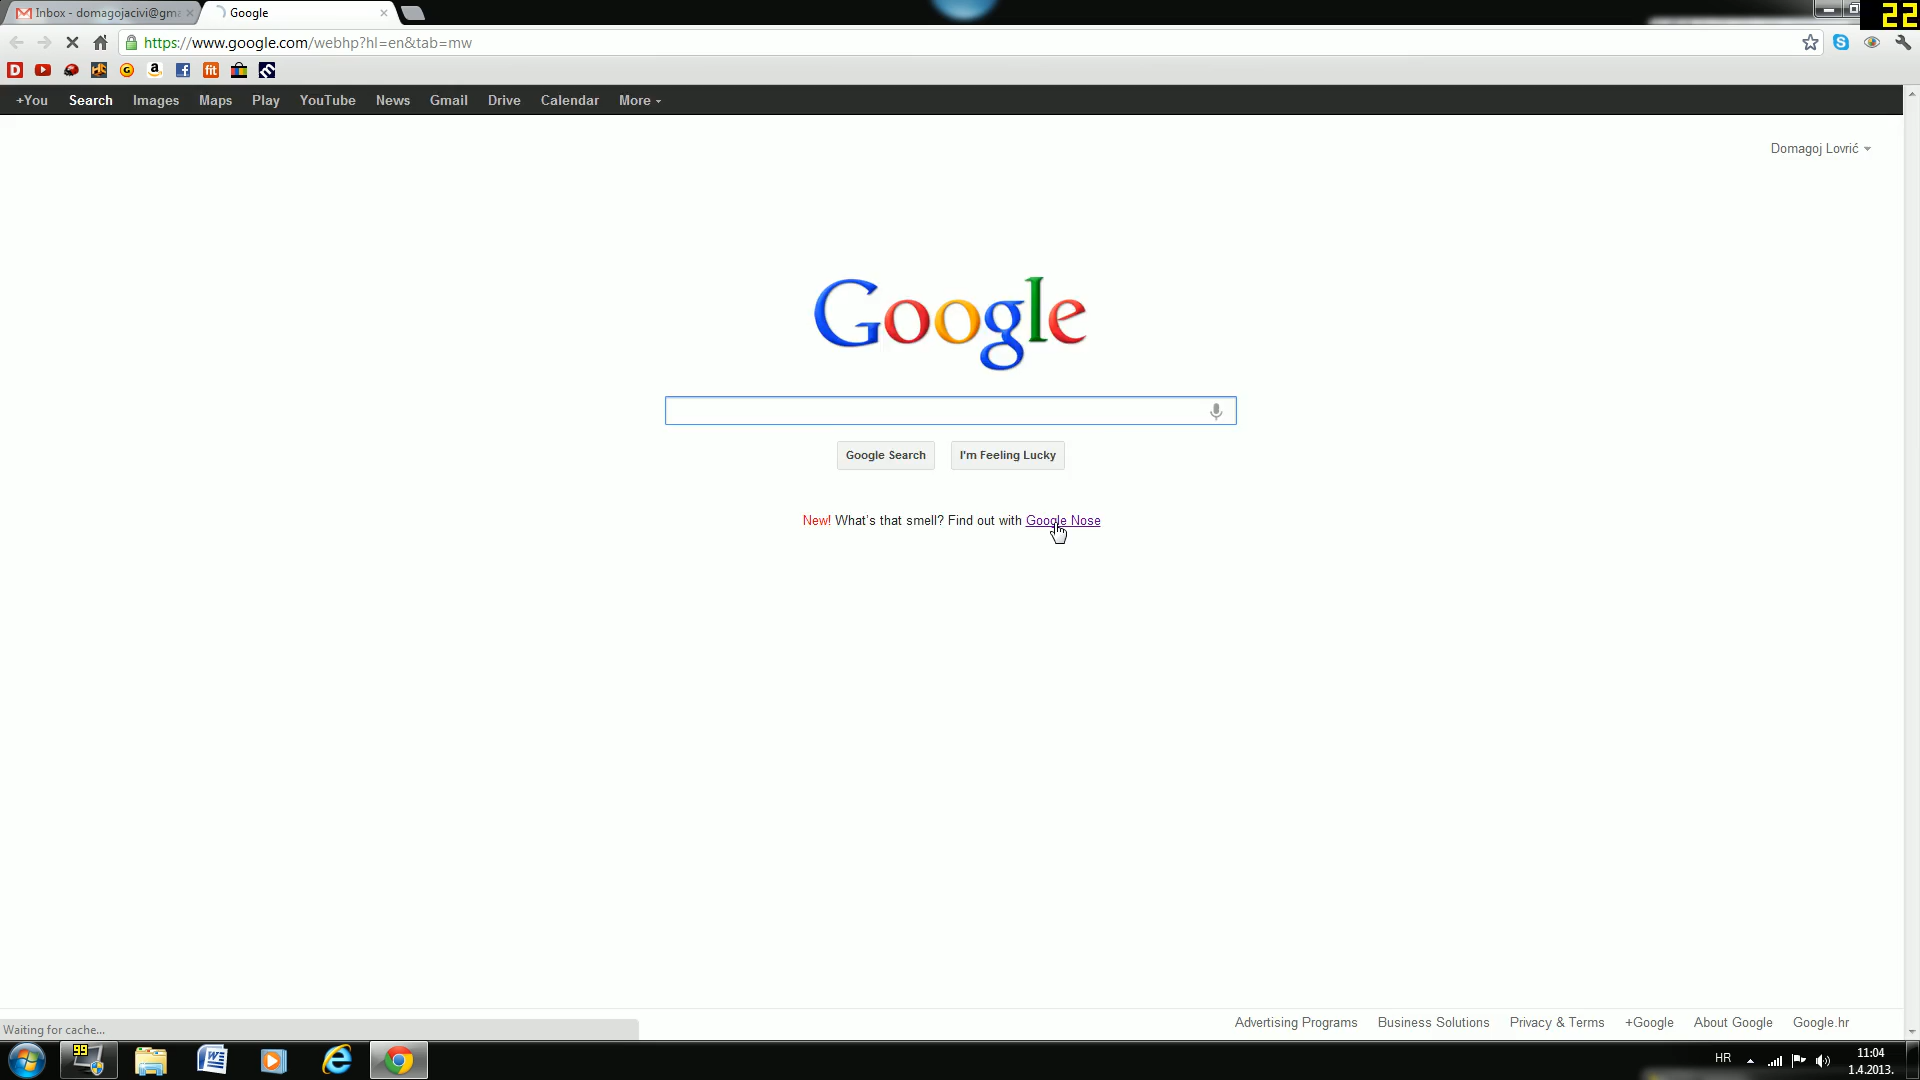 Inbox - domagojacivi@gma
Google
22
https://www.google.com/webhp?hl=en&tab=mw
+You Search Images Maps Play YouTube News Gmail Drive Calendar More
Domagoj Lovrić
Google
Google Search I'm Feeling Lucky
New! What's that smell? Find out with Google Nose
Waiting for cache...
Advertising Programs Business Solutions Privacy & Terms +Google About Google Google.hr
99
HR
11:04
1.4.2013.